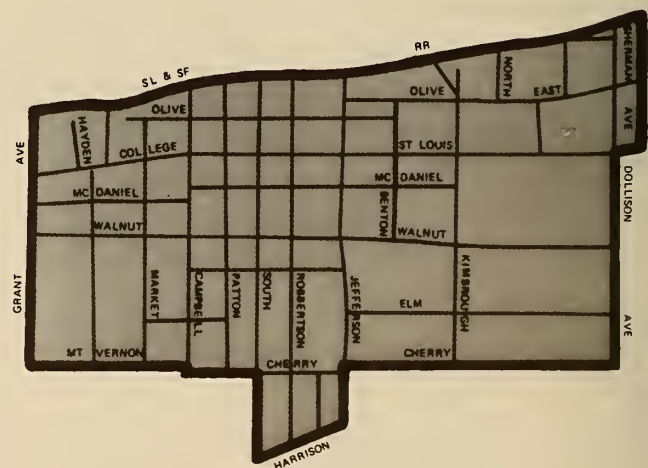 SHERMAN AVE
RR
SL & SF
NORTH
OLIVE
EAST
OLIVE
HAYDEN
COLLEGE
ST LOUIS
AVE
MC DANIEL
MC DANIEL
DOLLISON
BENTON
WALNUT
WALNUT
GRANT
MARKET
CAMPBELL
PATTON
SOUTH
ROBBERTSON
JEFFERSON
KIMBROUGH
ELM
AVE
MT VERNON
CHERRY
CHERRY
HARRISON